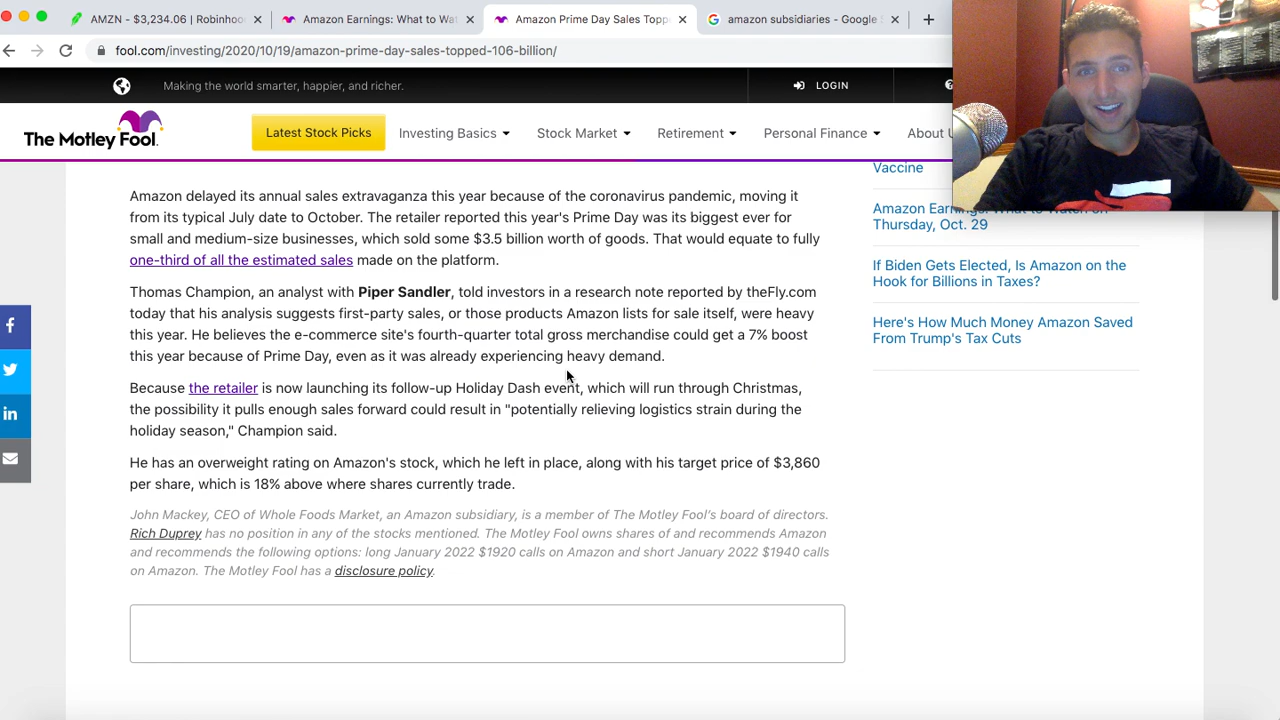 AMZN - $3,234.06 | Robinhoo
Amazon Earnings: What to Wat
Amazon Prime Day Sales Topp
amazon subsidiaries - Google
fool.com/investing/2020/10/19/amazon-prime-day-sales-topped-106-billion/
Making the world smarter, happier, and richer.
LOGIN
The Motley Fool.
Latest Stock Picks
Investing Basics
Stock Market
Retirement
Personal Finance
About U
Amazon delayed its annual sales extravaganza this year because of the coronavirus pandemic, moving it
from its typical July date to October. The retailer reported this year's Prime Day was its biggest ever for
small and medium-size businesses, which sold some $3.5 billion worth of goods. That would equate to fully
one-third of all the estimated sales made on the platform.
Thomas Champion, an analyst with Piper Sandler, told investors in a research note reported by theFly.com
today that his analysis suggests first-party sales, or those products Amazon lists for sale itself, were heavy
this year. He believes the e-commerce site's fourth-quarter total gross merchandise could get a 7% boost
this year because of Prime Day, even as it was already experiencing heavy demand.
Because the retailer is now launching its follow-up Holiday Dash event, which will run through Christmas,
the possibility it pulls enough sales forward could result in "potentially relieving logistics strain during the
holiday season," Champion said.
He has an overweight rating on Amazon's stock, which he left in place, along with his target price of $3,860
per share, which is 18% above where shares currently trade.
John Mackey, CEO of Whole Foods Market, an Amazon subsidiary, is a member of The Motley Fool's board of directors.
Rich Duprey has no position in any of the stocks mentioned. The Motley Fool owns shares of and recommends Amazon
and recommends the following options: long January 2022 $1920 calls on Amazon and short January 2022 $1940 calls
on Amazon. The Motley Fool has a disclosure policy.
Vaccine
Amazon Earnings: What to Watch on
Thursday, Oct. 29
If Biden Gets Elected, Is Amazon on the
Hook for Billions in Taxes?
Here's How Much Money Amazon Saved
From Trump's Tax Cuts